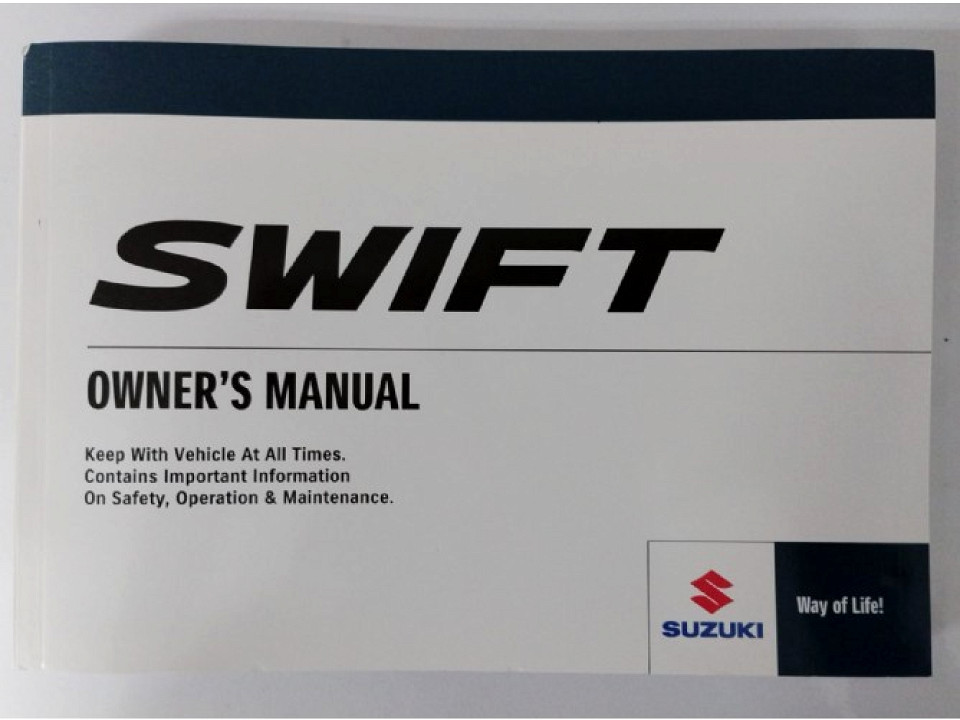 SWIFT
OWNER'S MANUAL
Keep With Vehicle At All Times.
Contains Important Information
On Safety, Operation & Maintenance.
SUZUKI
Way of Life!